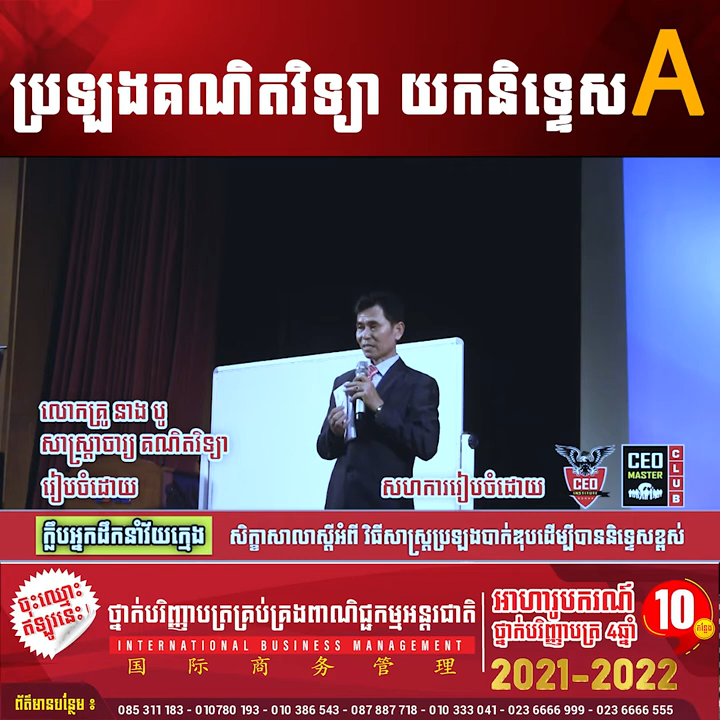 ប្រឡងគណិតវិទ្យា យកនិទ្ទេស A
លោកគ្រូ នាង បូ
សាស្ត្រាចារ្យ គណិតវិទ្យា
រៀបចំដោយ
សហការរៀបចំដោយ
CEO
INSTITUTE
CEO
MASTER
CLUB
ក្លឹបអ្នកដឹកនាំវ័យក្មេង
សិក្ខាសាលាស្តីអំពី វិធីសាស្ត្រប្រឡងបាក់ឌុបដើម្បីបាននិទ្ទេសខ្ពស់
ចុះឈ្មោះ
ឥឡូវនេះ!
ថ្នាក់បរិញ្ញាបត្រគ្រប់គ្រងពាណិជ្ជកម្មអន្តរជាតិ
INTERNATIONAL BUSINESS MANAGEMENT
国际商务管理
អាហារូបករណ៍
ថ្នាក់បរិញ្ញាបត្រ 4ឆ្នាំ
10
កន្លែង
2021-2022
ព័ត៌មានបន្ថែម ៖
085 311 183 - 010780 193 - 010 386 543 - 087 887 718 - 010 333 041 - 023 6666 999 - 023 6666 555